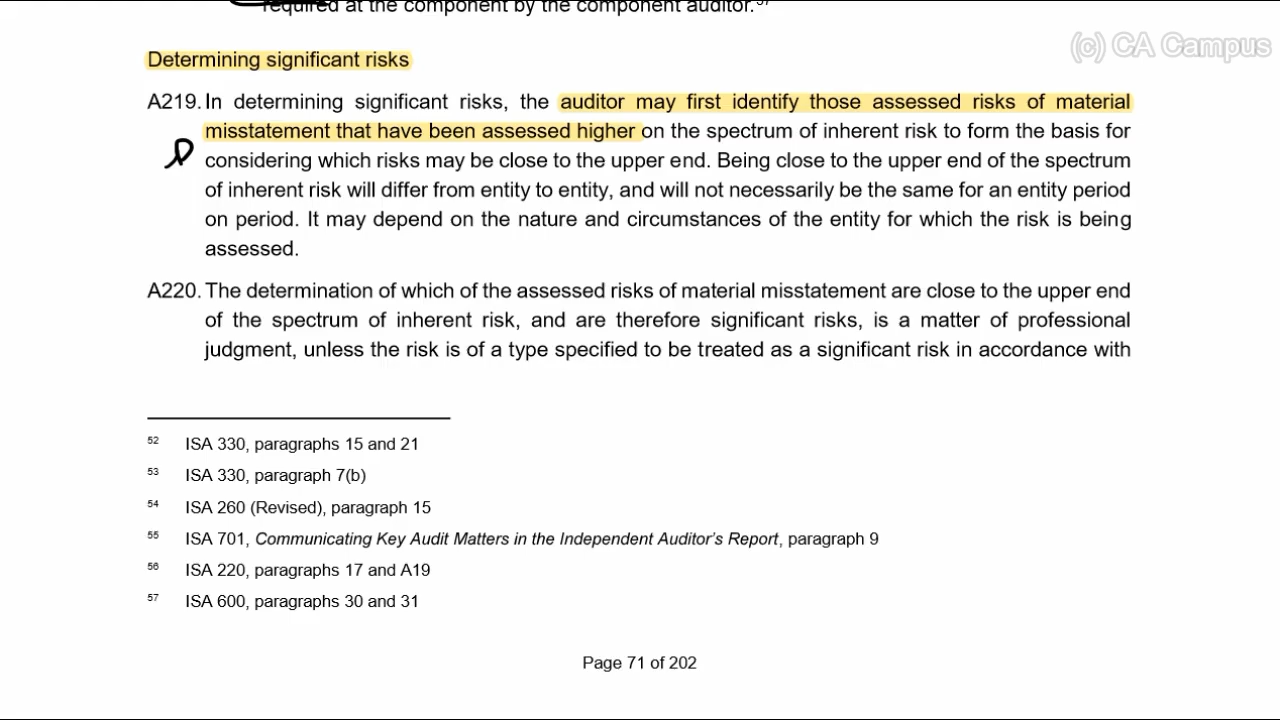 required at the component by the component auditor.57
(c) CA Campus
Determining significant risks
A219. In determining significant risks, the auditor may first identify those assessed risks of material
misstatement that have been assessed higher on the spectrum of inherent risk to form the basis for
considering which risks may be close to the upper end. Being close to the upper end of the spectrum
of inherent risk will differ from entity to entity, and will not necessarily be the same for an entity period
on period. It may depend on the nature and circumstances of the entity for which the risk is being
assessed.
A220. The determination of which of the assessed risks of material misstatement are close to the upper end
of the spectrum of inherent risk, and are therefore significant risks, is a matter of professional
judgment, unless the risk is of a type specified to be treated as a significant risk in accordance with
52 ISA 330, paragraphs 15 and 21
53 ISA 330, paragraph 7(b)
54 ISA 260 (Revised), paragraph 15
55 ISA 701, Communicating Key Audit Matters in the Independent Auditor's Report, paragraph 9
56 ISA 220, paragraphs 17 and A19
57 ISA 600, paragraphs 30 and 31
Page 71 of 202